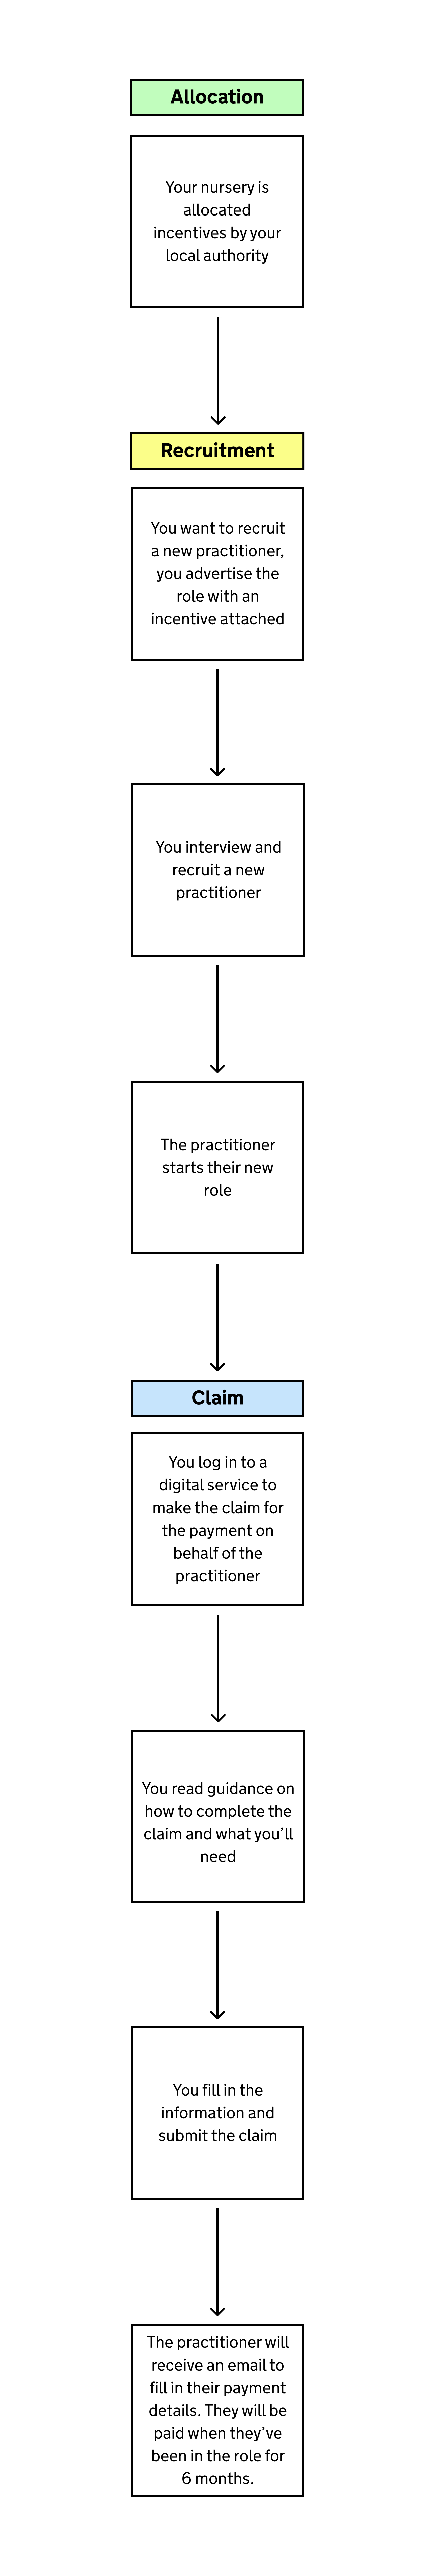 Allocation
Your nursery is
allocated
incentives by your
local authority
Recruitment
You want to recruit
a new practitioner,
you advertise the
role with an
incentive attached
You interview and
recruit a new
practitioner
The practitioner
starts their new
role
Claim
You log in to a
digital service to
make the claim for
the payment on
behalf of the
practitioner
You read guidance on
how to complete the
claim and what you'll
need
You fill in the
information and
submit the claim
The practitioner will
receive an email to
fill in their payment
details. They will be
paid when they've
been in the role for
6 months.